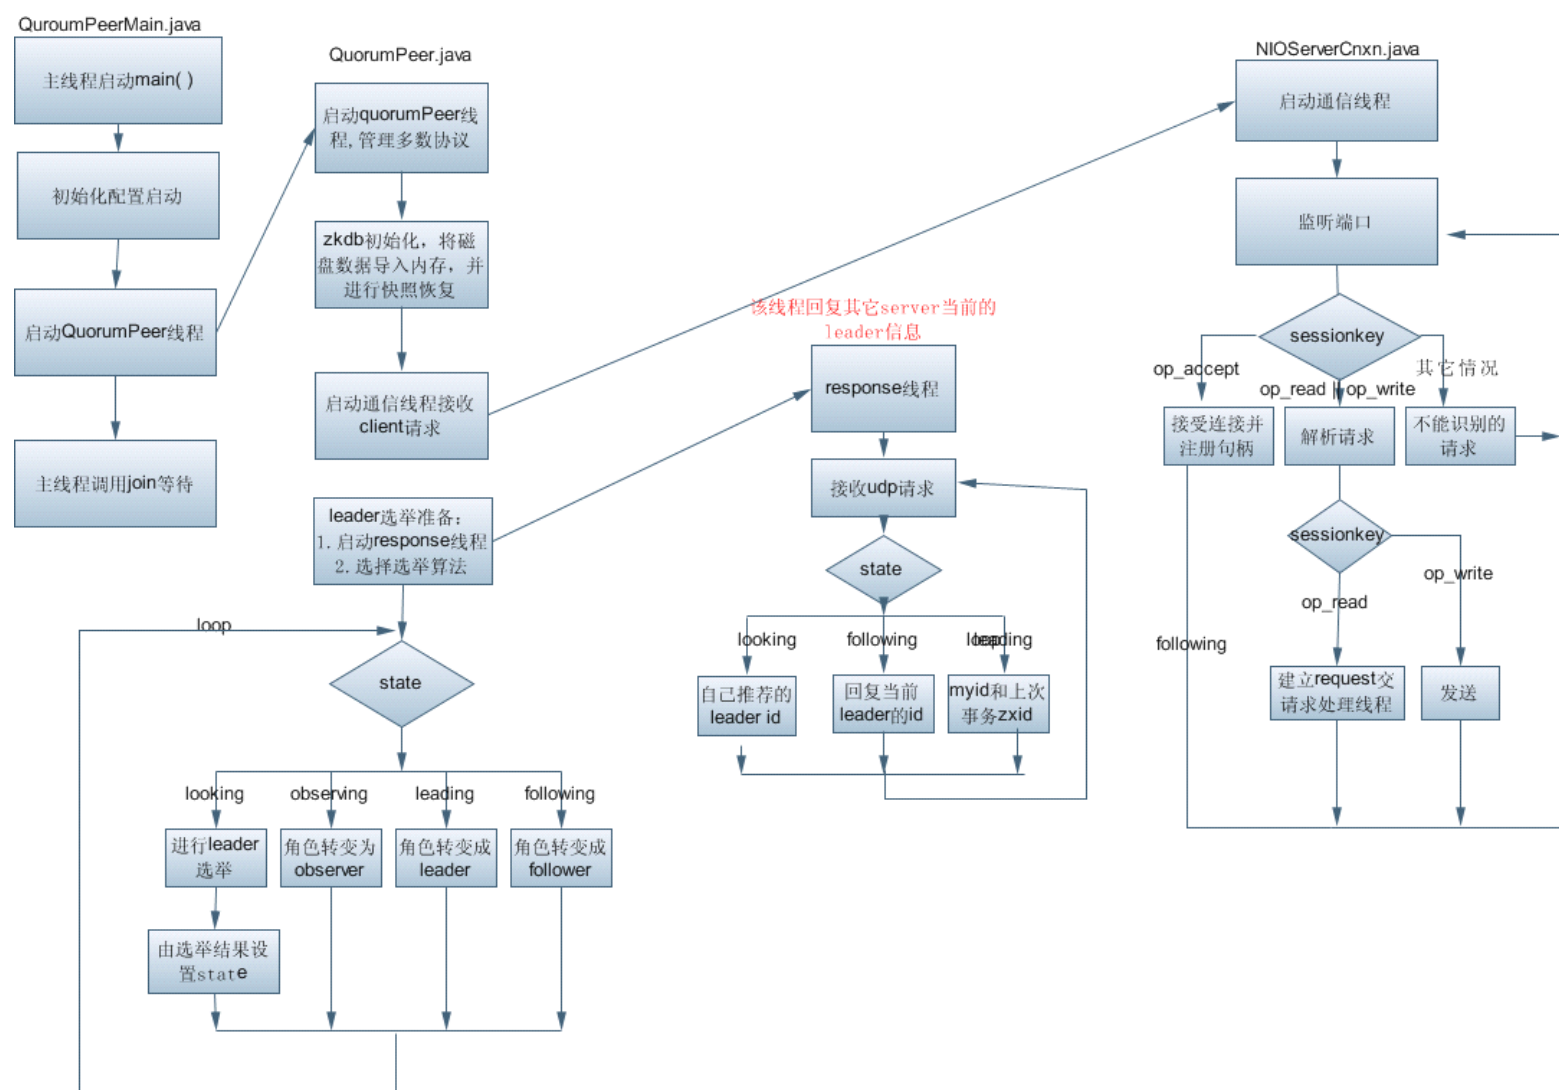 QuroumPeerMain.java
主线程启动main( )
初始化配置启动
启动QuorumPeer线程
主线程调用join等待
QuorumPeer.java
启动quorumPeer线
程,管理多数协议
zkdb初始化，将磁
盘数据导入内存，并
进行快照恢复
启动通信线程接收
client请求
leader选举准备；
1.启动response线程
2.选择选举算法
loop
state
looking
observing
leading
following
进行leader
选举
角色转变为
observer
角色转变成
leader
角色转变成
follower
由选举结果设
置state
该线程回复其它server当前的
leader信息
response线程
接收udp请求
state
looking
following
loop
leading
自己推荐的
leader id
回复当前
leader的id
myid和上次
事务zxid
NIOServerCnxn.java
启动通信线程
监听端口
sessionkey
op_accept
op_read || op_write
其它情况
接受连接并
注册句柄
解析请求
不能识别的
请求
sessionkey
op_read
op_write
following
建立request交
请求处理线程
发送